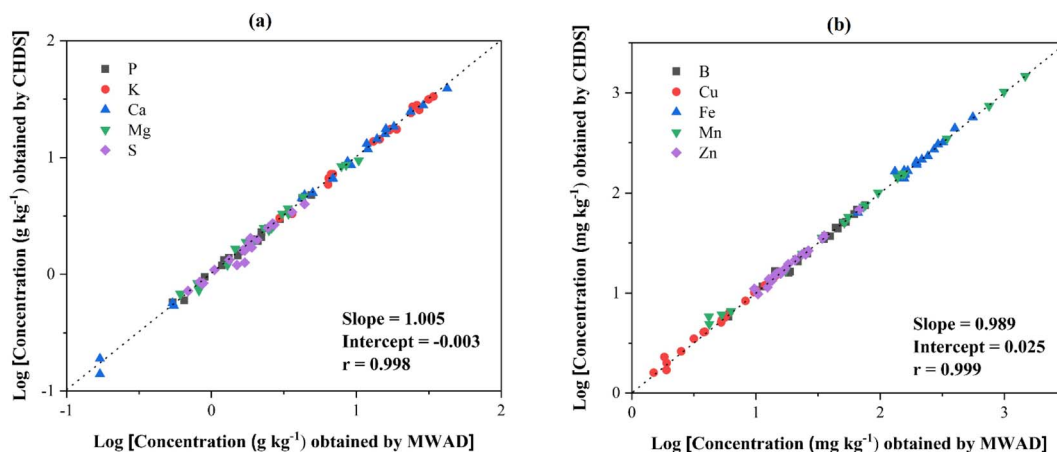 (a)
Log [Concentration (g kg⁻¹) obtained by CHDS]
2
1
0
-1
P
K
Ca
Mg
S
Slope = 1.005
Intercept = -0.003
r = 0.998
-1 0 1 2
Log [Concentration (g kg⁻¹) obtained by MWAD]
(b)
Log [Concentration (mg kg⁻¹) obtained by CHDS]
3
2
1
0
B
Cu
Fe
Mn
Zn
Slope = 0.989
Intercept = 0.025
r = 0.999
0 1 2 3
Log [Concentration (mg kg⁻¹) obtained by MWAD]